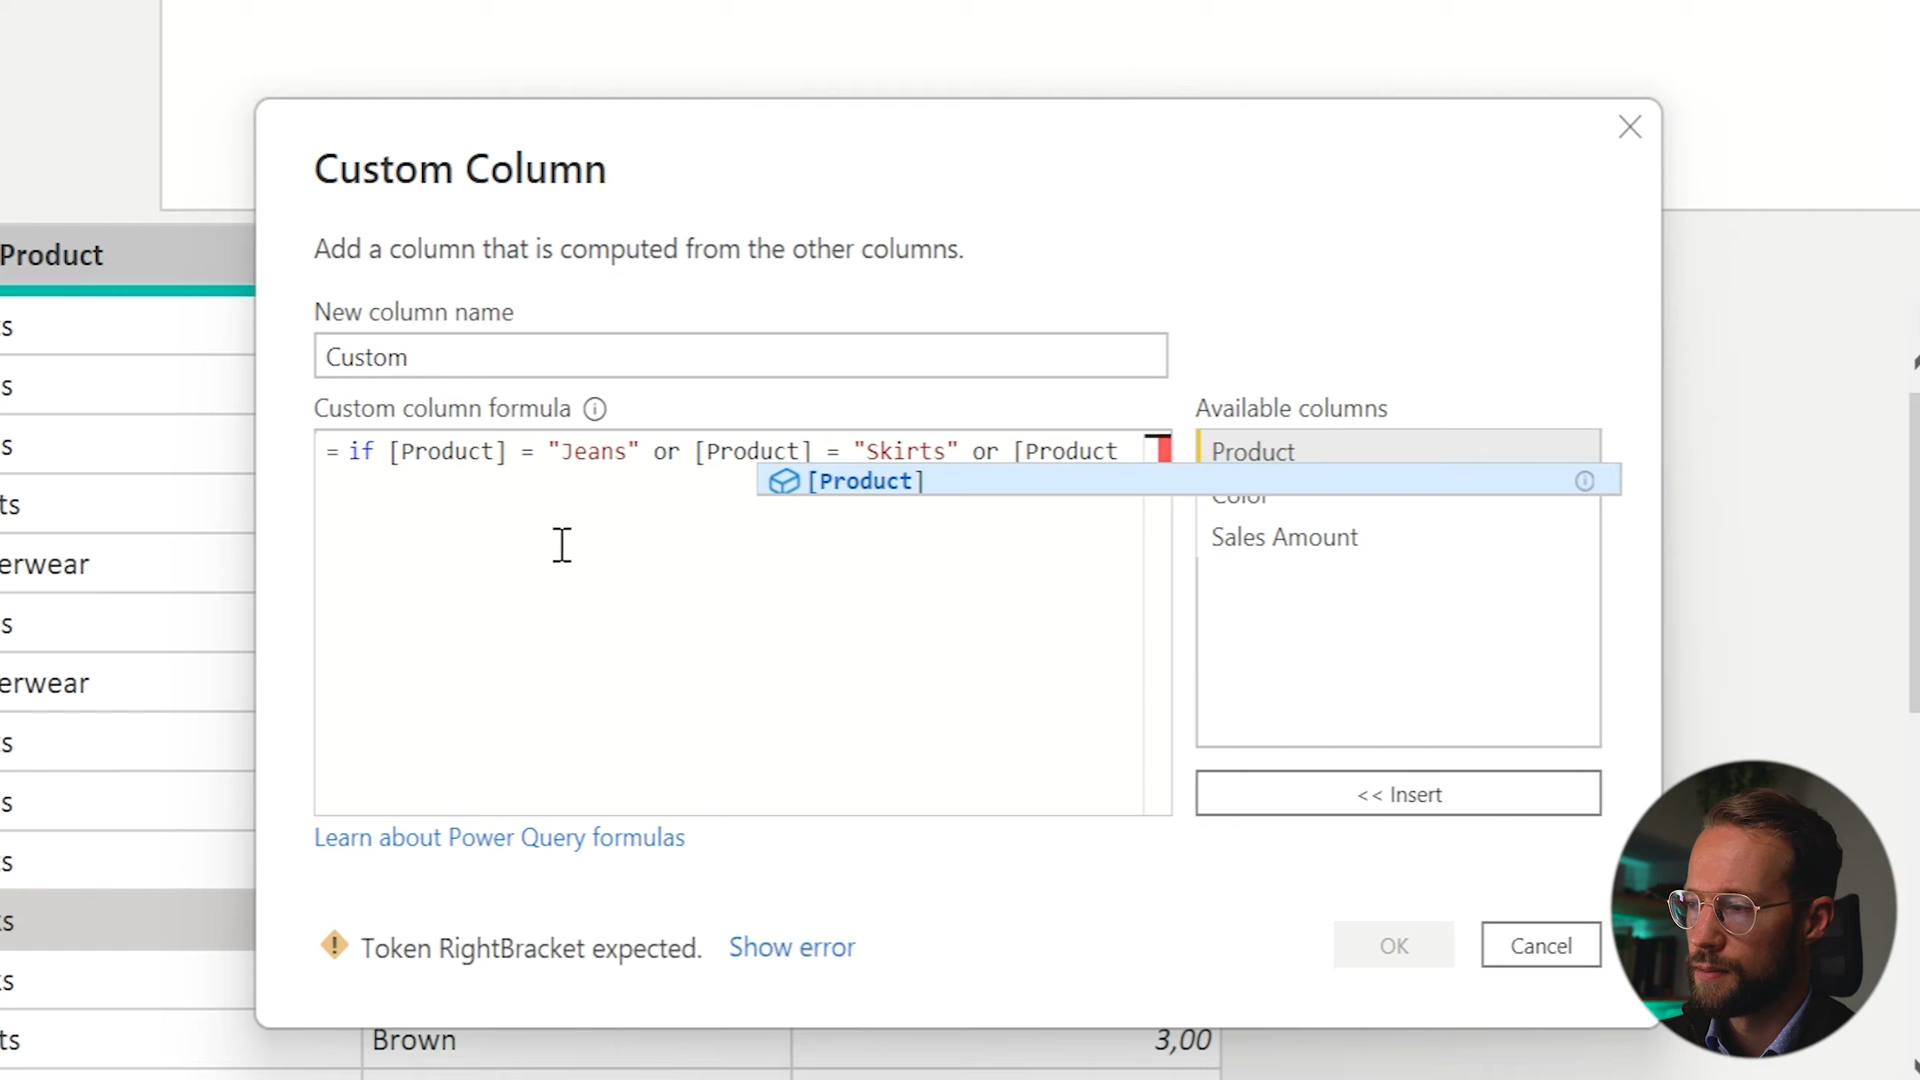 Custom Column
Add a column that is computed from the other columns.
New column name
Custom
Custom column formula
Available columns
= if [Product] = "Jeans" or [Product] = "Skirts" or [Product
[Product]
Product
Color
Sales Amount
<< Insert
Learn about Power Query formulas
Token RightBracket expected. Show error
OK
Cancel
Product
s
s
s
ts
erwear
s
erwear
s
s
s
s
s
ts
Brown
3,00